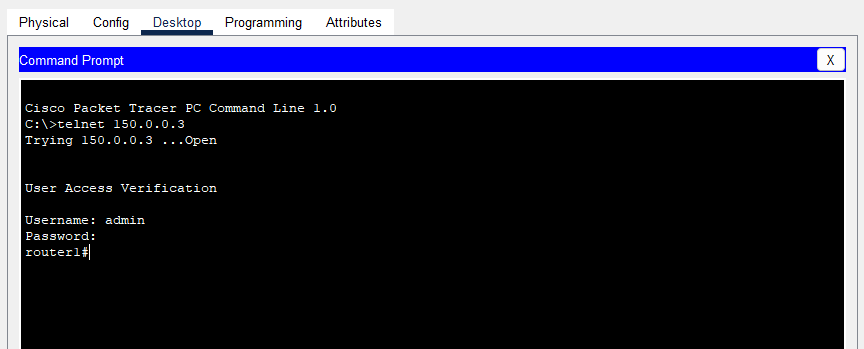 Physical Config Desktop Programming Attributes
Command Prompt X
Cisco Packet Tracer PC Command Line 1.0
C:\>telnet 150.0.0.3
Trying 150.0.0.3 ...Open
User Access Verification
Username: admin
Password:
router1#